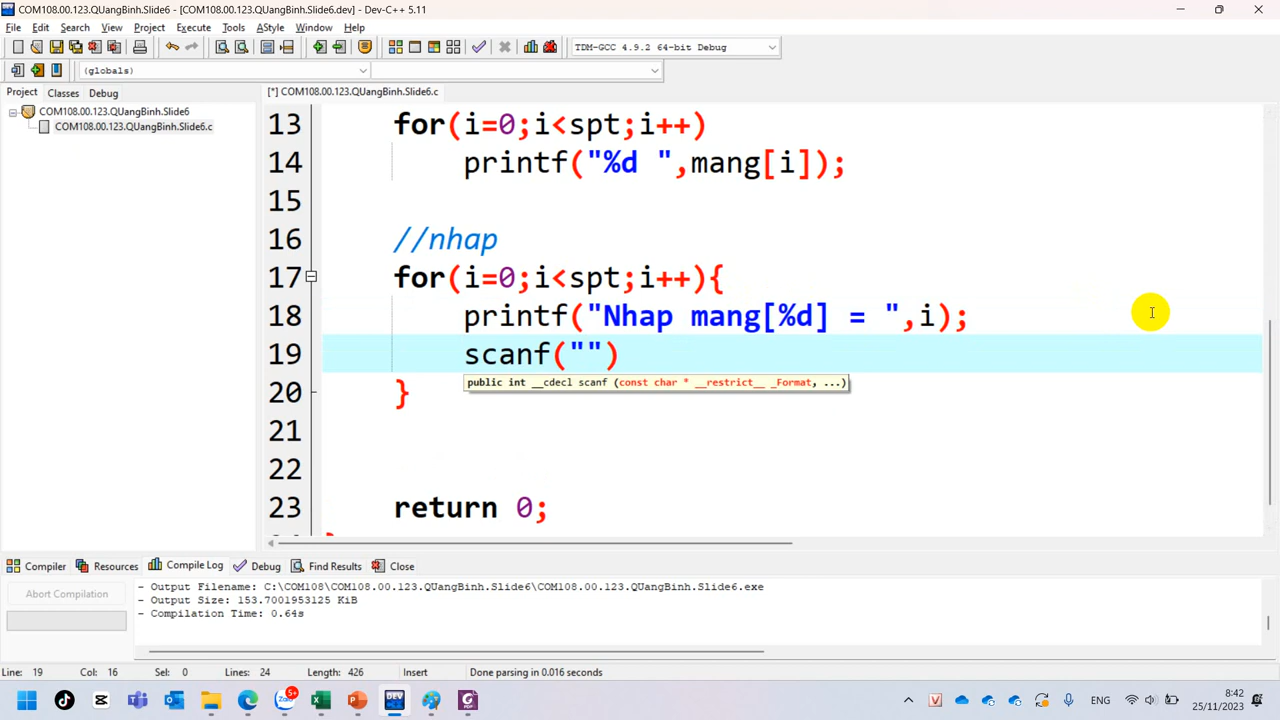 COM108.00.123.QUangBinh.Slide6 - [COM108.00.123.QUangBinh.Slide6.dev] - Dev-C++ 5.11
File Edit Search View Project Execute Tools AStyle Window Help
TDM-GCC 4.9.2 64-bit Debug
(globals)
Project Classes Debug
[*] COM108.00.123.QUangBinh.Slide6.c
COM108.00.123.QUangBinh.Slide6
COM108.00.123.QUangBinh.Slide6.c
13 for(i=0;i<spt;i++)
14 printf("%d ",mang[i]);
15
16 //nhap
17 for(i=0;i<spt;i++){
18 printf("Nhap mang[%d] = ",i);
19 scanf("")
public int __cdecl scanf (const char * __restrict__ _Format, ...)
20 }
21
22
23 return 0;
Compiler Resources Compile Log Debug Find Results Close
Abort Compilation
- Output Filename: C:\COM108\COM108.00.123.QUangBinh.Slide6\COM108.00.123.QUangBinh.Slide6.exe
- Output Size: 153.7001953125 KiB
- Compilation Time: 0.64s
Line: 19 Col: 16 Sel: 0 Lines: 24 Length: 426 Insert Done parsing in 0.016 seconds
Zalo 5+ ENG 8:42
25/11/2023